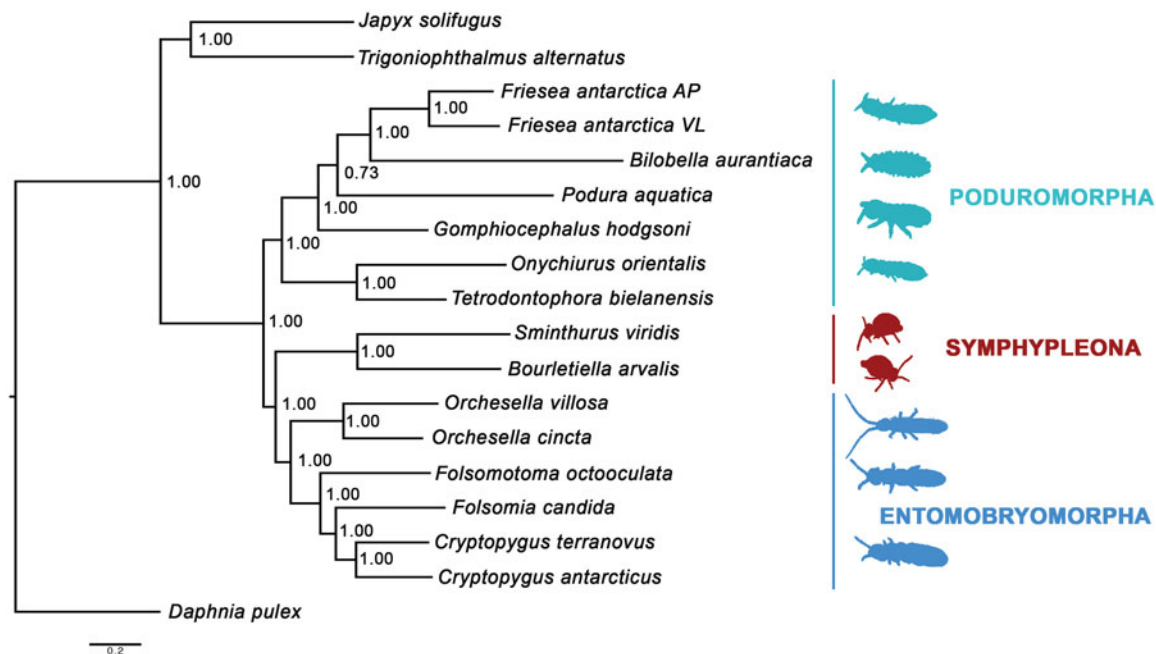 Japyx solifugus
1.00
Trigoniophthalmus alternatus
Friesea antarctica AP
1.00
1.00
Friesea antarctica VL
Bilobella aurantiaca
0.73
1.00
Podura aquatica
PODUROMORPHA
1.00
Gomphiocephalus hodgsoni
1.00
Onychiurus orientalis
1.00
Tetrodontophora bielanensis
1.00
Sminthurus viridis
SYMPHYPLEONA
1.00
Bourletiella arvalis
1.00
Orchesella villosa
1.00
Orchesella cincta
1.00
Folsomotoma octooculata
1.00
Folsomia candida
ENTOMOBRYOMORPHA
1.00
Cryptopygus terranovus
1.00
Cryptopygus antarcticus
Daphnia pulex
0.2